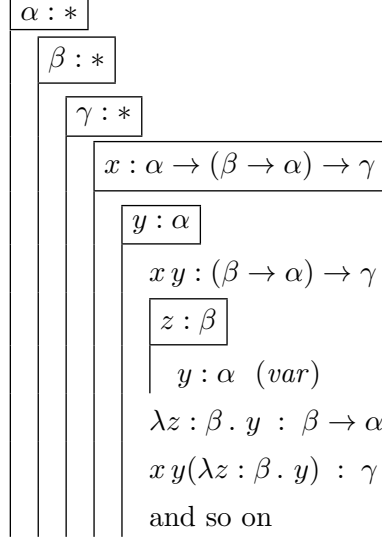 α : ∗
β : ∗
γ : ∗
x : α → (β → α) → γ
y : α
x y : (β → α) → γ
z : β
y : α (var)
λz : β . y : β → α
x y(λz : β . y) : γ
and so on